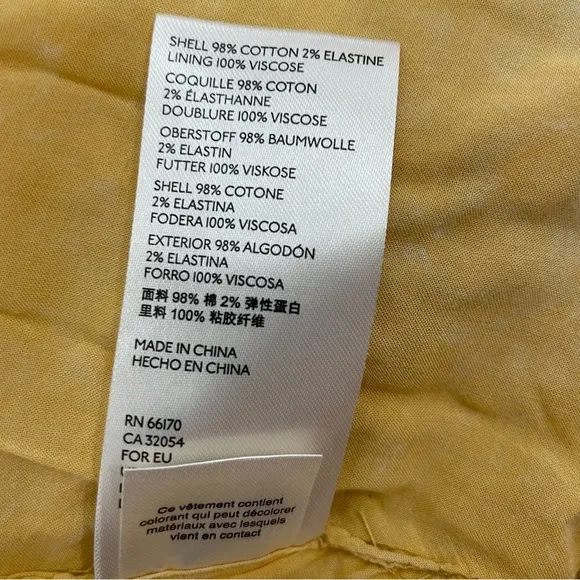 SHELL 98% COTTON 2% ELASTINE
LINING 100% VISCOSE
COQUILLE 98% COTON
2% ÉLASTHANNE
DOUBLURE 100% VISCOSE
OBERSTOFF 98% BAUMWOLLE
2% ELASTIN
FUTTER 100% VISKOSE
SHELL 98% COTONE
2% ELASTINA
FODERA 100% VISCOSA
EXTERIOR 98% ALGODÓN
2% ELASTINA
FORRO 100% VISCOSA
面料 98% 棉 2% 弹性蛋白
里料 100% 粘胶纤维
MADE IN CHINA
HECHO EN CHINA
RN 66170
CA 32054
FOR EU
Ce vêtement contient
colorant qui peut décolorer
matériaux avec lesquels
vient en contact